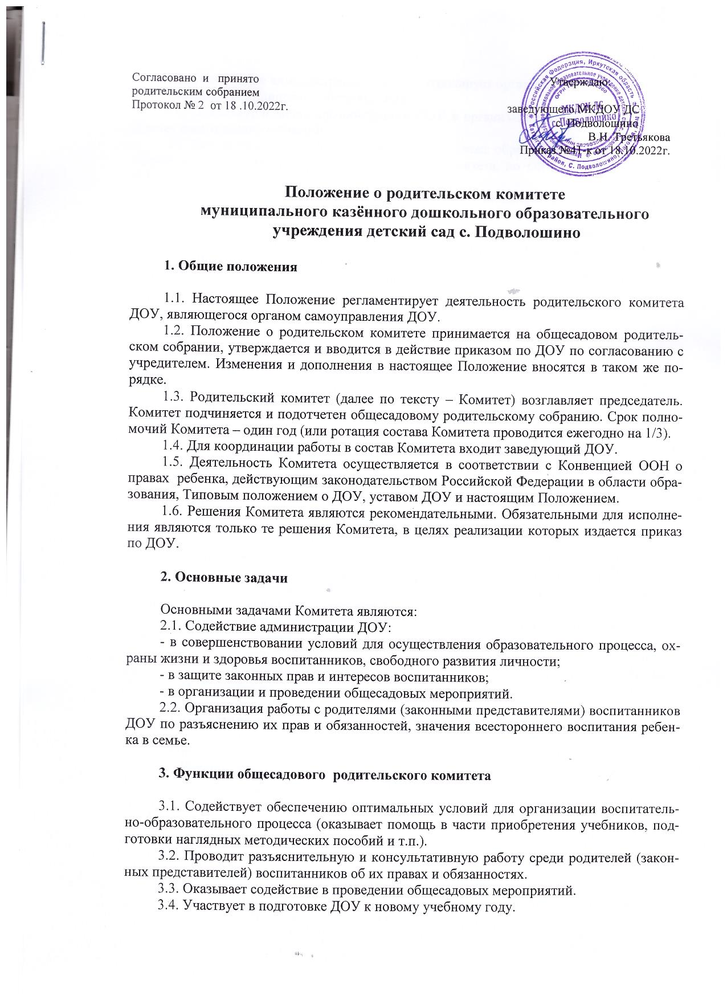 Согласовано и принято
родительским собранием
Протокол № 2 от 18 .10.2022г.
Утверждаю
заведующего МКДОУ ДС
с. Подволошино
В.Н. Третьякова
Приказ №41-к от 18.10.2022г.
Российская Федерация, Иркутская область
МКДОУ ДС
с. Подволошино
Положение о родительском комитете
муниципального казённого дошкольного образовательного
учреждения детский сад с. Подволошино
1. Общие положения
1.1. Настоящее Положение регламентирует деятельность родительского комитета
ДОУ, являющегося органом самоуправления ДОУ.
1.2. Положение о родительском комитете принимается на общесадовом родитель-
ском собрании, утверждается и вводится в действие приказом по ДОУ по согласованию с
учредителем. Изменения и дополнения в настоящее Положение вносятся в таком же по-
рядке.
1.3. Родительский комитет (далее по тексту – Комитет) возглавляет председатель.
Комитет подчиняется и подотчетен общесадовому родительскому собранию. Срок полно-
мочий Комитета – один год (или ротация состава Комитета проводится ежегодно на 1/3).
1.4. Для координации работы в состав Комитета входит заведующий ДОУ.
1.5. Деятельность Комитета осуществляется в соответствии с Конвенцией ООН о
правах ребенка, действующим законодательством Российской Федерации в области обра-
зования, Типовым положением о ДОУ, уставом ДОУ и настоящим Положением.
1.6. Решения Комитета являются рекомендательными. Обязательными для исполне-
ния являются только те решения Комитета, в целях реализации которых издается приказ
по ДОУ.
2. Основные задачи
Основными задачами Комитета являются:
2.1. Содействие администрации ДОУ:
- в совершенствовании условий для осуществления образовательного процесса, ох-
раны жизни и здоровья воспитанников, свободного развития личности;
- в защите законных прав и интересов воспитанников;
- в организации и проведении общесадовых мероприятий.
2.2. Организация работы с родителями (законными представителями) воспитанников
ДОУ по разъяснению их прав и обязанностей, значения всестороннего воспитания ребен-
ка в семье.
3. Функции общесадового родительского комитета
3.1. Содействует обеспечению оптимальных условий для организации воспитатель-
но-образовательного процесса (оказывает помощь в части приобретения учебников, под-
готовки наглядных методических пособий и т.п.).
3.2. Проводит разъяснительную и консультативную работу среди родителей (закон-
ных представителей) воспитанников об их правах и обязанностях.
3.3. Оказывает содействие в проведении общесадовых мероприятий.
3.4. Участвует в подготовке ДОУ к новому учебному году.